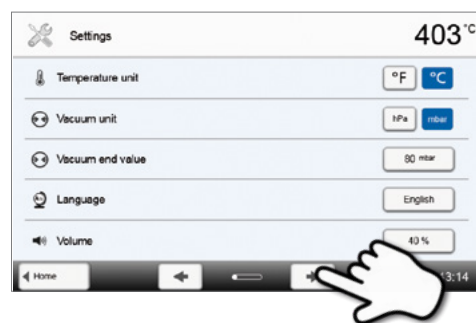 Settings 403 °C
Temperature unit °F °C
Vacuum unit hPa mbar
Vacuum end value 80 mbar
Language English
Volume 40 %
Home 13:14